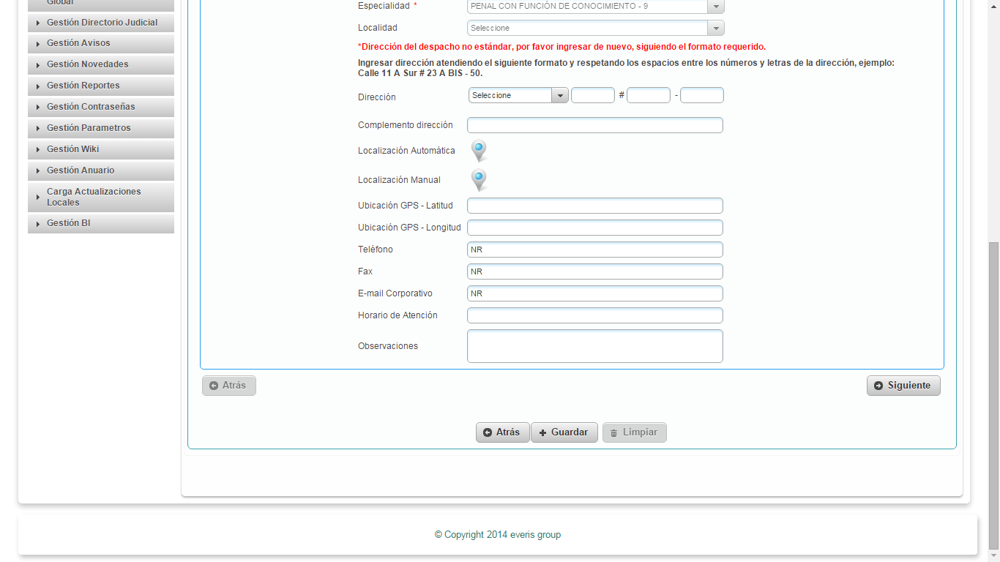 Global
Gestión Directorio Judicial
Gestión Avisos
Gestión Novedades
Gestión Reportes
Gestión Contraseñas
Gestión Parametros
Gestión Wiki
Gestión Anuario
Carga Actualizaciones
Locales
Gestión BI
Especialidad * PENAL CON FUNCIÓN DE CONOCIMIENTO - 9
Localidad Seleccione
*Dirección del despacho no estándar, por favor ingresar de nuevo, siguiendo el formato requerido.
Ingresar dirección atendiendo el siguiente formato y respetando los espacios entre los números y letras de la dirección, ejemplo:
Calle 11 A Sur # 23 A BIS - 50.
Dirección Seleccione # -
Complemento dirección
Localización Automática
Localización Manual
Ubicación GPS - Latitud
Ubicación GPS - Longitud
Teléfono NR
Fax NR
E-mail Corporativo NR
Horario de Atención
Observaciones
Atrás Siguiente
Atrás Guardar Limpiar
© Copyright 2014 everis group